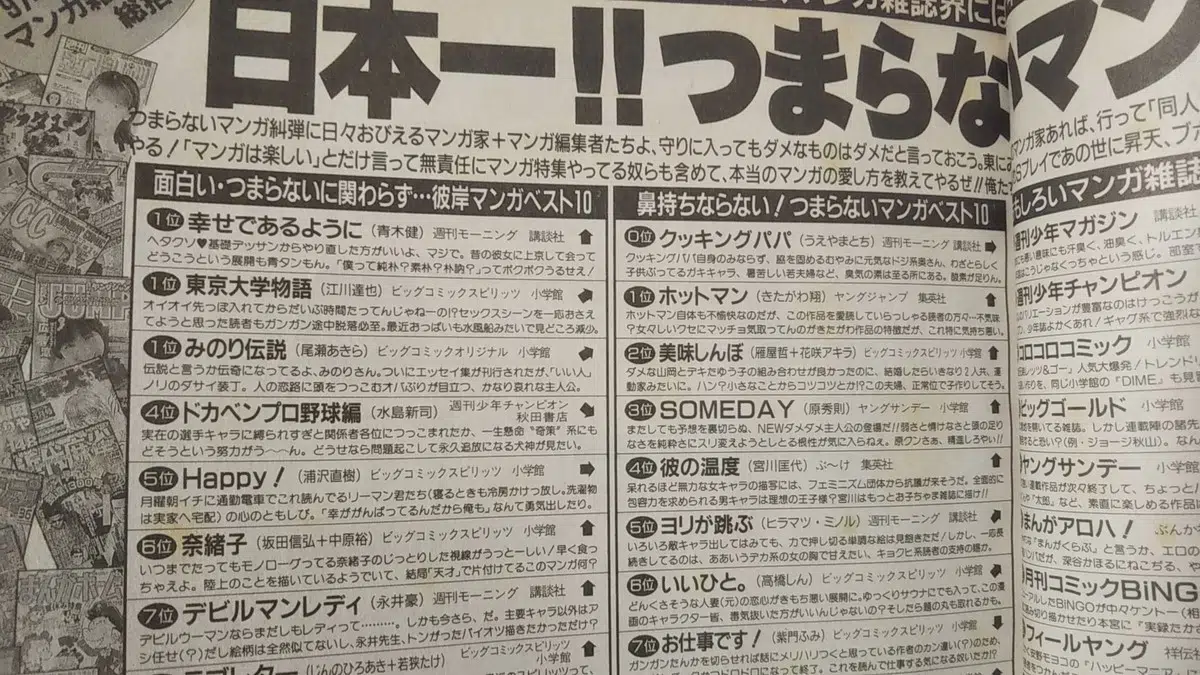 マンガ雑
総括
マンガ雑誌界には
日本一!!つまらな
マン
つまらないマンガ糾弾に日々おびえるマンガ家+マンガ編集者たちよ、守りに入ってもダメなものはダメだと言っておこう。東に
やる!「マンガは楽しい」とだけ言って無責任にマンガ特集やってる奴らも含めて、本当のマンガの愛し方を教えてやるぜ!!俺た
マンガ家あれば、行って「同人
Sプレイであの世に昇天、ブ
面白い・つまらないに関わらず…彼岸マンガベスト10
1位 幸せであるように (青木健) 週刊モーニング 講談社
ヘタクソ♥基礎デッサンからやり直した方がいいよ、マジで。昔の彼女に上京して会って
どうこうという展開も青タンもん。「僕って純朴?素朴?朴訥?」ってボクボクうるせえ!
1位 東京大学物語 (江川達也) ビッグコミックスピリッツ 小学館
オイオイ先っぽ入れてからだいぶ時間たってんじゃねーの!?セックスシーンを一応おさえ
てようと思った読者もガンガン途中脱落必至。最近おっぱいも水風船みたいで見どころ減少。
1位 みのり伝説 (尾瀬あきら) ビッグコミックオリジナル 小学館
伝説と言うか伝奇になってるよ、みのりさん。ついにエッセイ集が刊行されたが、「いい人」
ノリのダサイ装丁。人の恋路に頭をつっこむオバぶりが目立つ、かなり哀れな主人公。
4位 ドカベンプロ野球編 (水島新司) 週刊少年チャンピオン 秋田書店
実在の選手キャラに縛られすぎと関係者各位につっこまれたか、一生懸命“奇策”系にも
どそうという努力がう〜〜ん。どうせなら問題起こして永久追放になる犬神が見たい。
5位 Happy! (浦沢直樹) ビッグコミックスピリッツ 小学館
月曜朝イチに通勤電車でこれ読んでるリーマン君たち(寝るときも冷房かけっ放し。洗濯物
は実家へ宅配)の心のともしび。「幸ががんばってるんだから俺も」なんて勇気出したり。
6位 奈緒子 (坂田信弘+中原裕) ビッグコミックスピリッツ 小学館
いつまでたってもモノローグってる奈緒子のじっとりした視線がうっとーしい!早く食っ
ちゃえよ。陸上のことを描いているようでいて、結局「天才」で片付けてるこのマンガ何?
7位 デビルマンレディ (永井豪) 週刊モーニング 講談社
デビルウーマンならまだしもレディって………。しかも今さら、だ。主要キャラ以外はア
シ任せ(?)だし絵柄は全然似てないし、永井先生、トンがったバイオツ描きたかっただけ?
(じんのひろあき+若狭たけ) ビッグコミックスピリッツ 小学館
鼻持ちならない!つまらないマンガベスト10
0位 クッキングパパ (うえやまとち) 週刊モーニング 講談社
クッキングパパ自身のみならず、脇を固めるむやみに元気なドジ系奥さん、わざとらしく
子供ぶってるガキキャラ、暑苦しい若夫婦など、臭気の素は至る所にある。酸素が足りん。
1位 ホットマン (きたがわ翔) ヤングジャンプ 集英社
ホットマン自体も不愉快なのだが、この作品を愛読していらっしゃる読者の方々…不気味
?女々しいクセにマッチョ気取ってんのがきたがわ作品の特徴だが、これ特に気持ち悪い。
2位 美味しんぼ (雁屋哲+花咲アキラ) ビッグコミックスピリッツ 小学館
ダメな山岡とデキたゆう子の組み合わせが良かったのに、結婚したらいきなり2人共、運
動家みたいに。ハン?小さなことからコツコツとか!?この夫婦、正常位で子作りしてそう。
3位 SOMEDAY (原秀則) ヤングサンデー 小学館
またしても予想を裏切らぬ、NEWダメダメ主人公の登場だ!!弱さと情けなさと頭の足り
なさを純粋さにスリ変えようとしとる根性が気に入らねぇ。原クンさぁ、精進しろやい!!
4位 彼の温度 (宮川匡代) ぶ〜け 集英社
呆れるほど無力な女キャラの描写には、フェミニズム団体から抗議が来そうだ。全面的に
包容力を求められる男キャラは理想の王子様?宮川はもっとお子ちゃま雑誌に描け!!
5位 ヨリが跳ぶ (ヒラマツ・ミノル) 週刊モーニング 講談社
いろいろ敵キャラ出してはみても、力で押し切る単調な絵は見飽きただ!しかし、一応長
続きしてるのは、ああいうデカ系の女の胸で甘えたい、キョヒ系読者の支持の賜か。
6位 いいひと。 (高橋しん) ビッグコミックスピリッツ 小学館
どんくさそうな人妻(元)の恋心がきもち悪い展開に。ゆっくりサウナにでも入って、この漫
画のキャラクター皆、毒気抜いた方がいいんじゃないの?そしたら顔の丸も取れるかも。
7位 お仕事です! (柴門ふみ) ビッグコミックスピリッツ 小学館
ガンガンたんかを切らせれば話にメリハリつくと思っている作者のカン違い(?)のため、
おもしろいマンガ雑誌
週刊少年マガジン 講談社
週刊少年チャンピオン
コロコロコミック 小学館
ビッグゴールド 小学館
ヤングサンデー 小学館
まんがアロハ! ぶんか
月刊コミックBiNG
フィールヤング 祥伝社